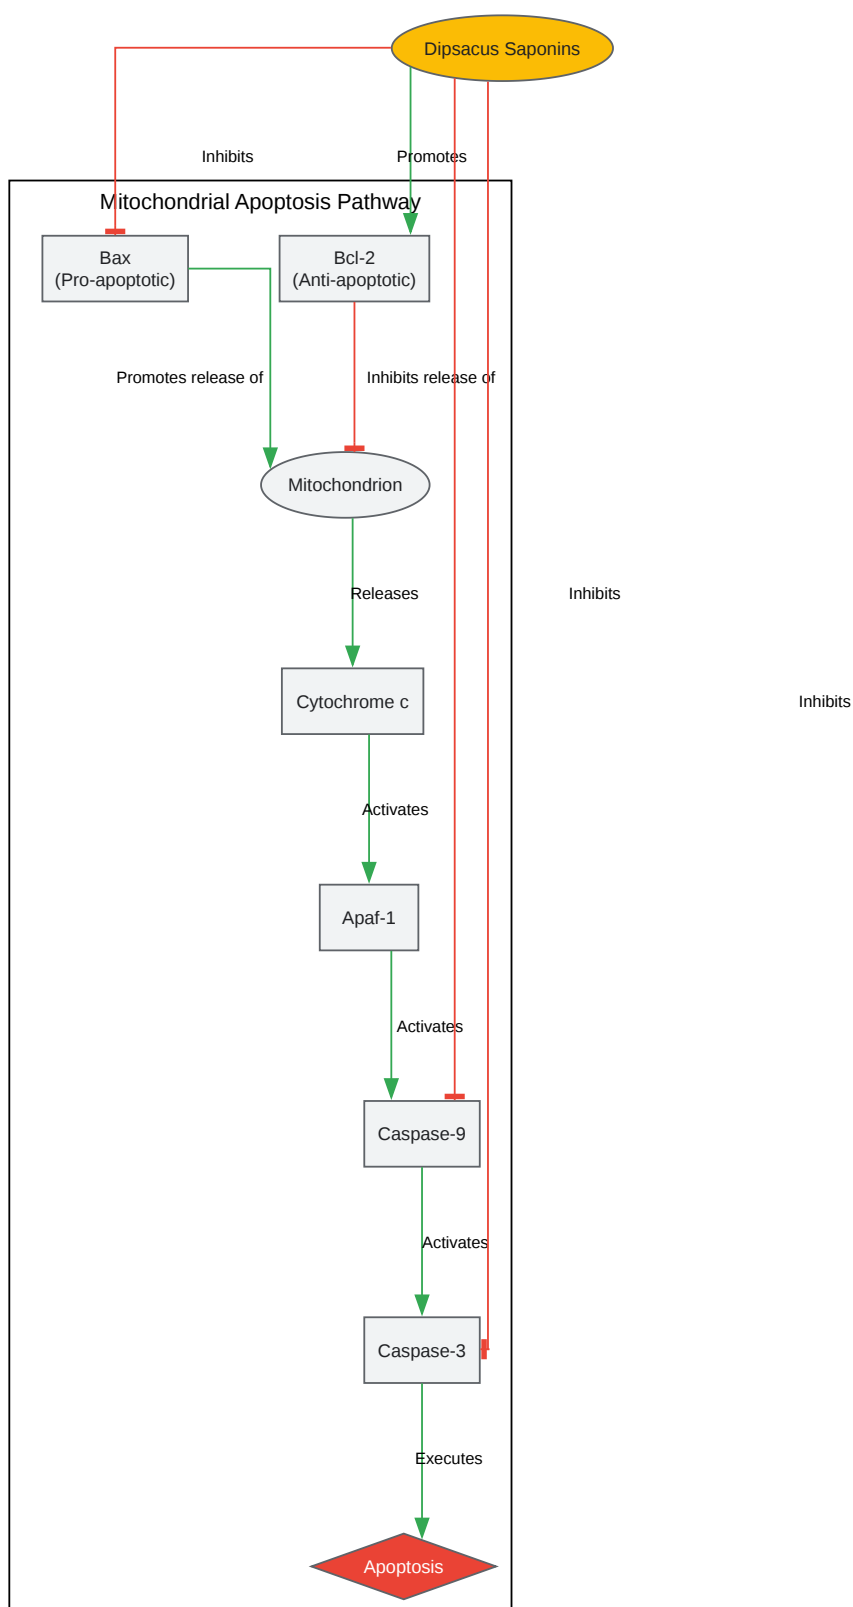 Dipsacus Saponins
Inhibits
Promotes
Mitochondrial Apoptosis Pathway
Bax
(Pro-apoptotic)
Bcl-2
(Anti-apoptotic)
Promotes release of
Inhibits release of
Mitochondrion
Releases
Inhibits
Cytochrome c
Inhibits
Activates
Apaf-1
Activates
Caspase-9
Activates
Caspase-3
Executes
Apoptosis